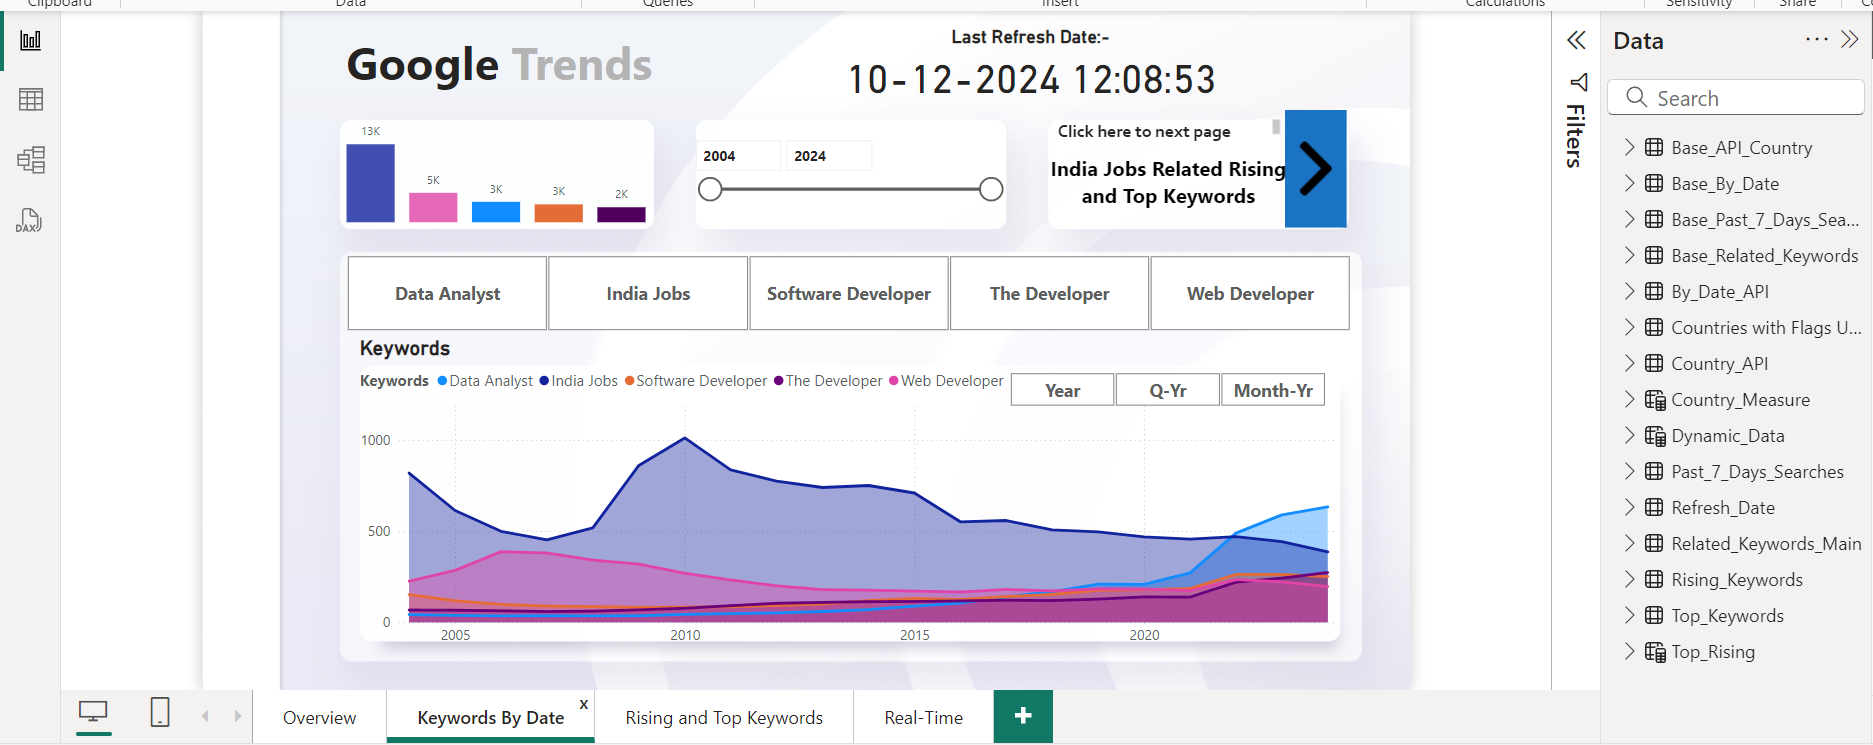 Clipboard
Data
Queries
Insert
Calculations
Sensitivity
Share
Google Trends
Last Refresh Date:-
10-12-2024 12:08:53
13K
5K
3K
3K
2K
2004
2024
Click here to next page
India Jobs Related Rising
and Top Keywords
Data Analyst
India Jobs
Software Developer
The Developer
Web Developer
Keywords
Keywords Data Analyst India Jobs Software Developer The Developer Web Developer
Year
Q-Yr
Month-Yr
1000
500
0
2005
2010
2015
2020
Filters
Data
Search
Base_API_Country
Base_By_Date
Base_Past_7_Days_Sea...
Base_Related_Keywords
By_Date_API
Countries with Flags U...
Country_API
Country_Measure
Dynamic_Data
Past_7_Days_Searches
Refresh_Date
Related_Keywords_Main
Rising_Keywords
Top_Keywords
Top_Rising
DAX
Overview
Keywords By Date
x
Rising and Top Keywords
Real-Time